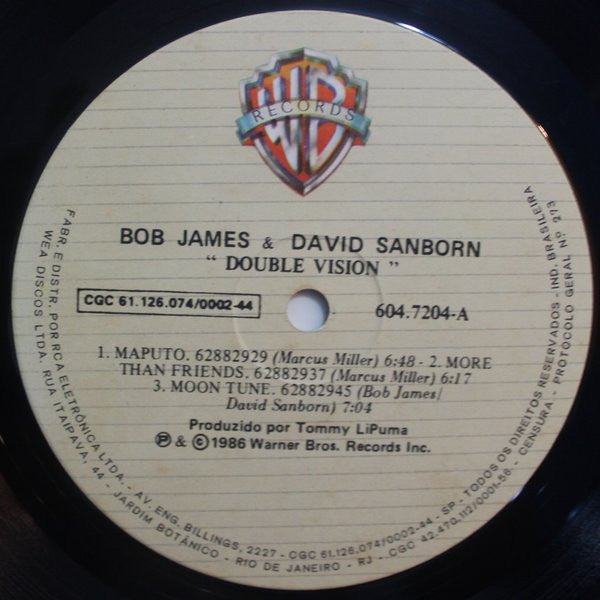 WB
RECORDS
BOB JAMES & DAVID SANBORN
“ DOUBLE VISION ”
CGC 61.126.074/0002-44
604.7204-A
1. MAPUTO. 62882929 (Marcus Miller) 6:48 - 2. MORE
THAN FRIENDS. 62882937 (Marcus Miller) 6:17
3. MOON TUNE. 62882945 (Bob James/
David Sanborn) 7:04
Produzido por Tommy LiPuma
Ⓟ & © 1986 Warner Bros. Records Inc.
FABR. E DISTR. POR RCA ELETRÔNICA LTDA. - AV. ENG. BILLINGS, 2227 - CGC 61.126.074/0002-44 - SP - TODOS OS DIREITOS RESERVADOS - IND. BRASILEIRA
WEA DISCOS LTDA. RUA ITAIPAVA, 44 - JARDIM BOTÂNICO - RIO DE JANEIRO - RJ - CGC 42.470.112/0001-56 - CENSURA - PROTOCOLO GERAL Nº 273